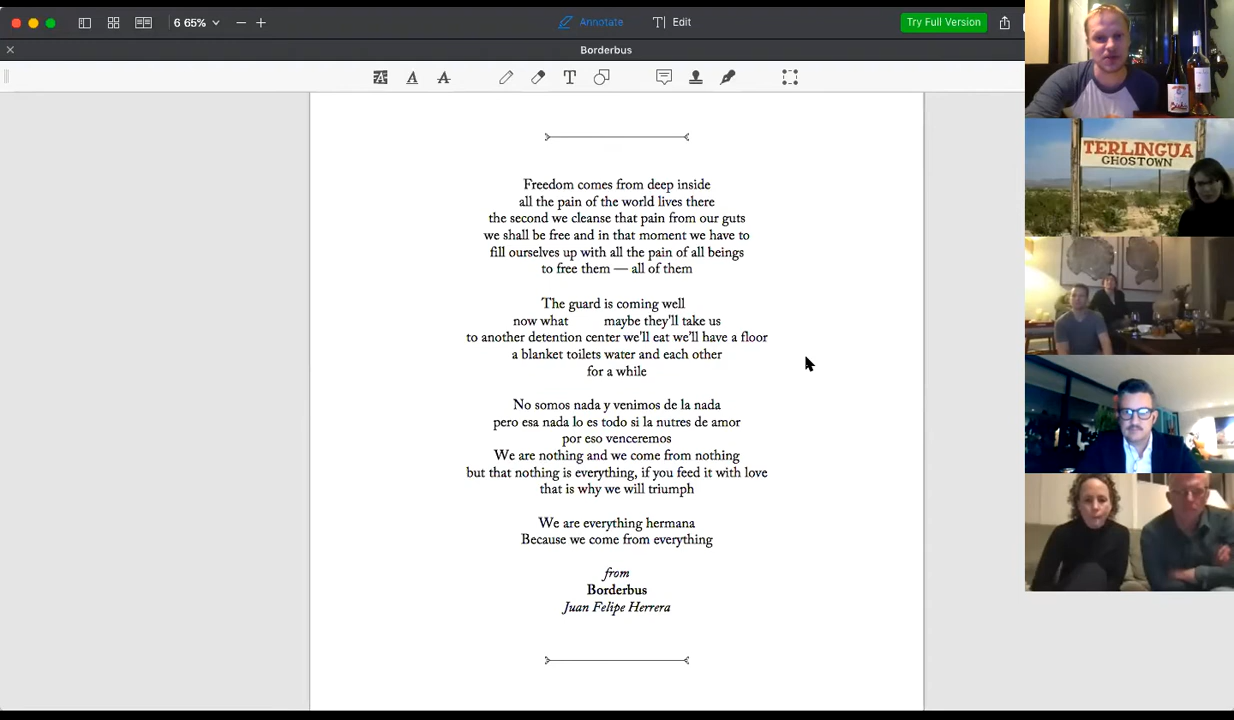 6 65%
Annotate
Edit
Try Full Version
Borderbus
Freedom comes from deep inside
all the pain of the world lives there
the second we cleanse that pain from our guts
we shall be free and in that moment we have to
fill ourselves up with all the pain of all beings
to free them — all of them
The guard is coming well
now what maybe they'll take us
to another detention center we'll eat we'll have a floor
a blanket toilets water and each other
for a while
No somos nada y venimos de la nada
pero esa nada lo es todo si la nutres de amor
por eso venceremos
We are nothing and we come from nothing
but that nothing is everything, if you feed it with love
that is why we will triumph
We are everything hermana
Because we come from everything
from
Borderbus
Juan Felipe Herrera
TERLINGUA
GHOSTOWN